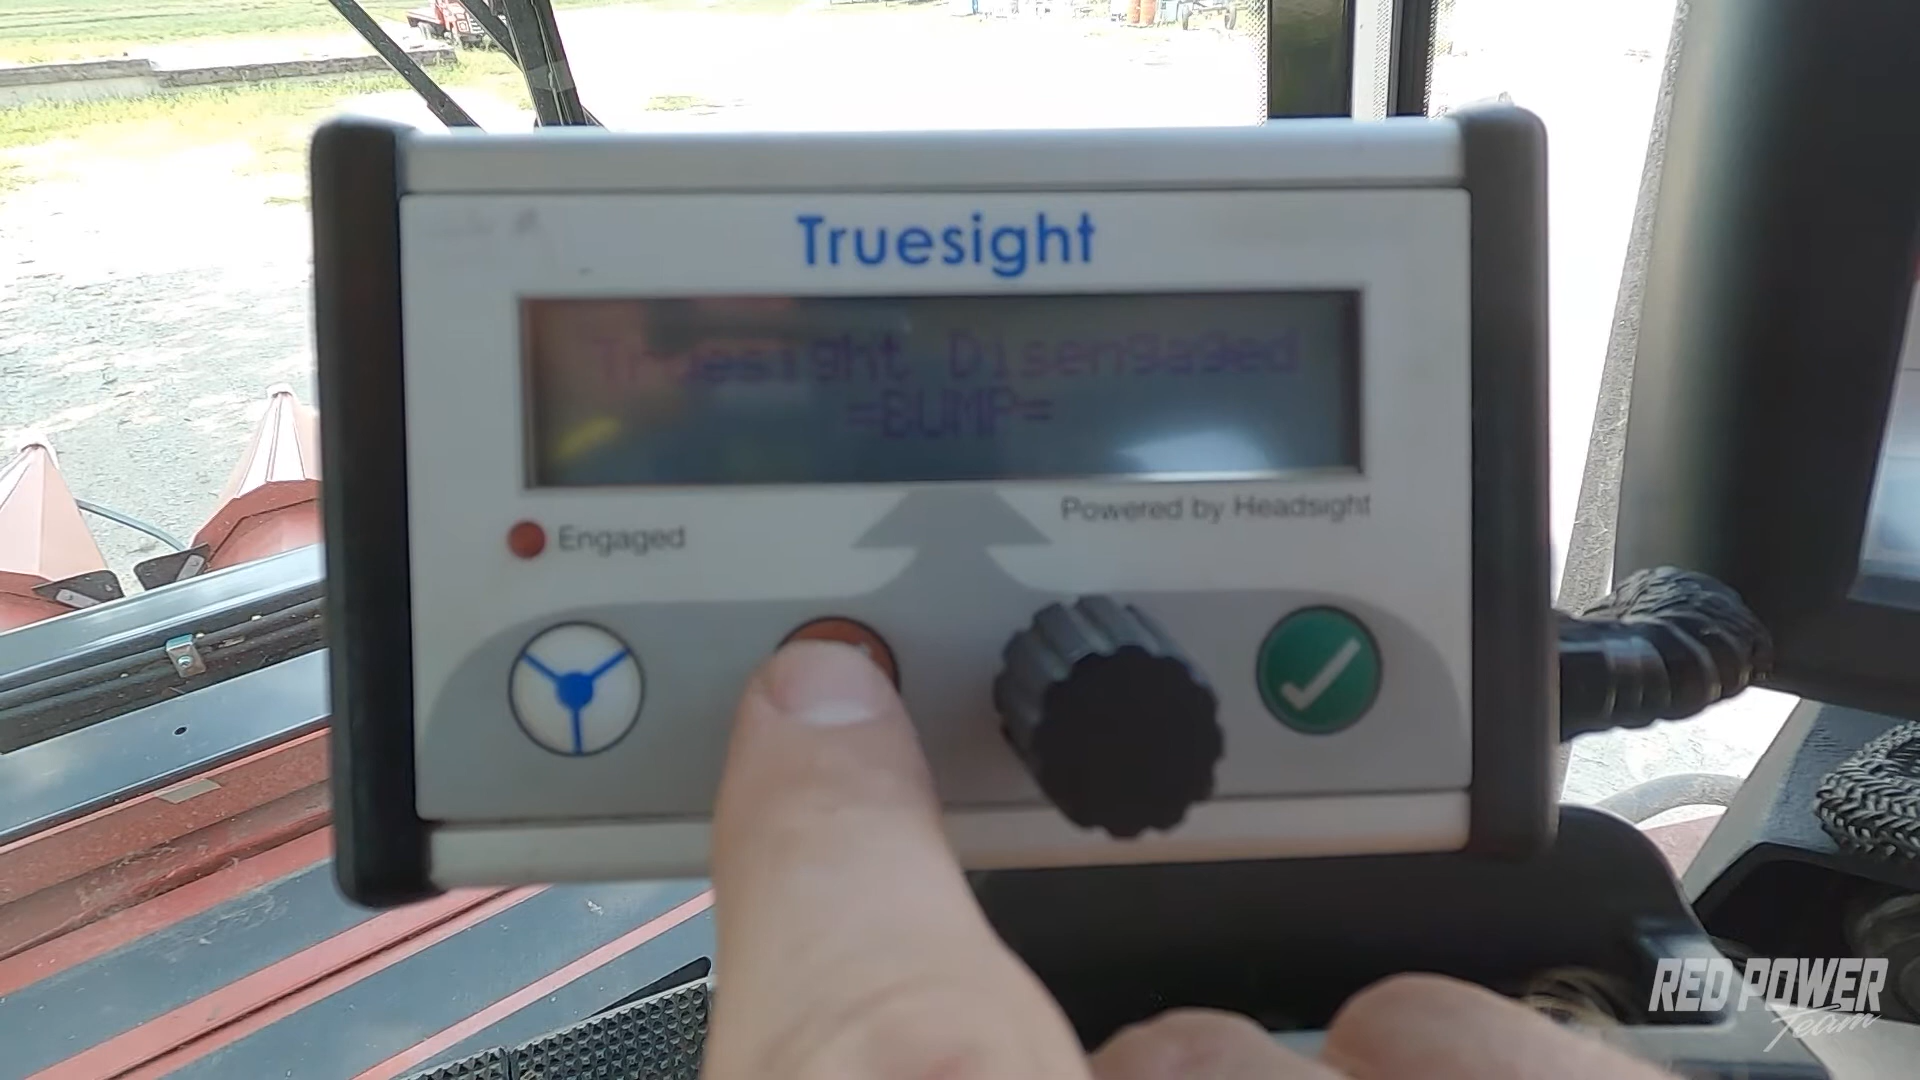 Truesight
Truesight Disengaged
=BUMP=
Powered by Headsight
Engaged
RED POWER
Team